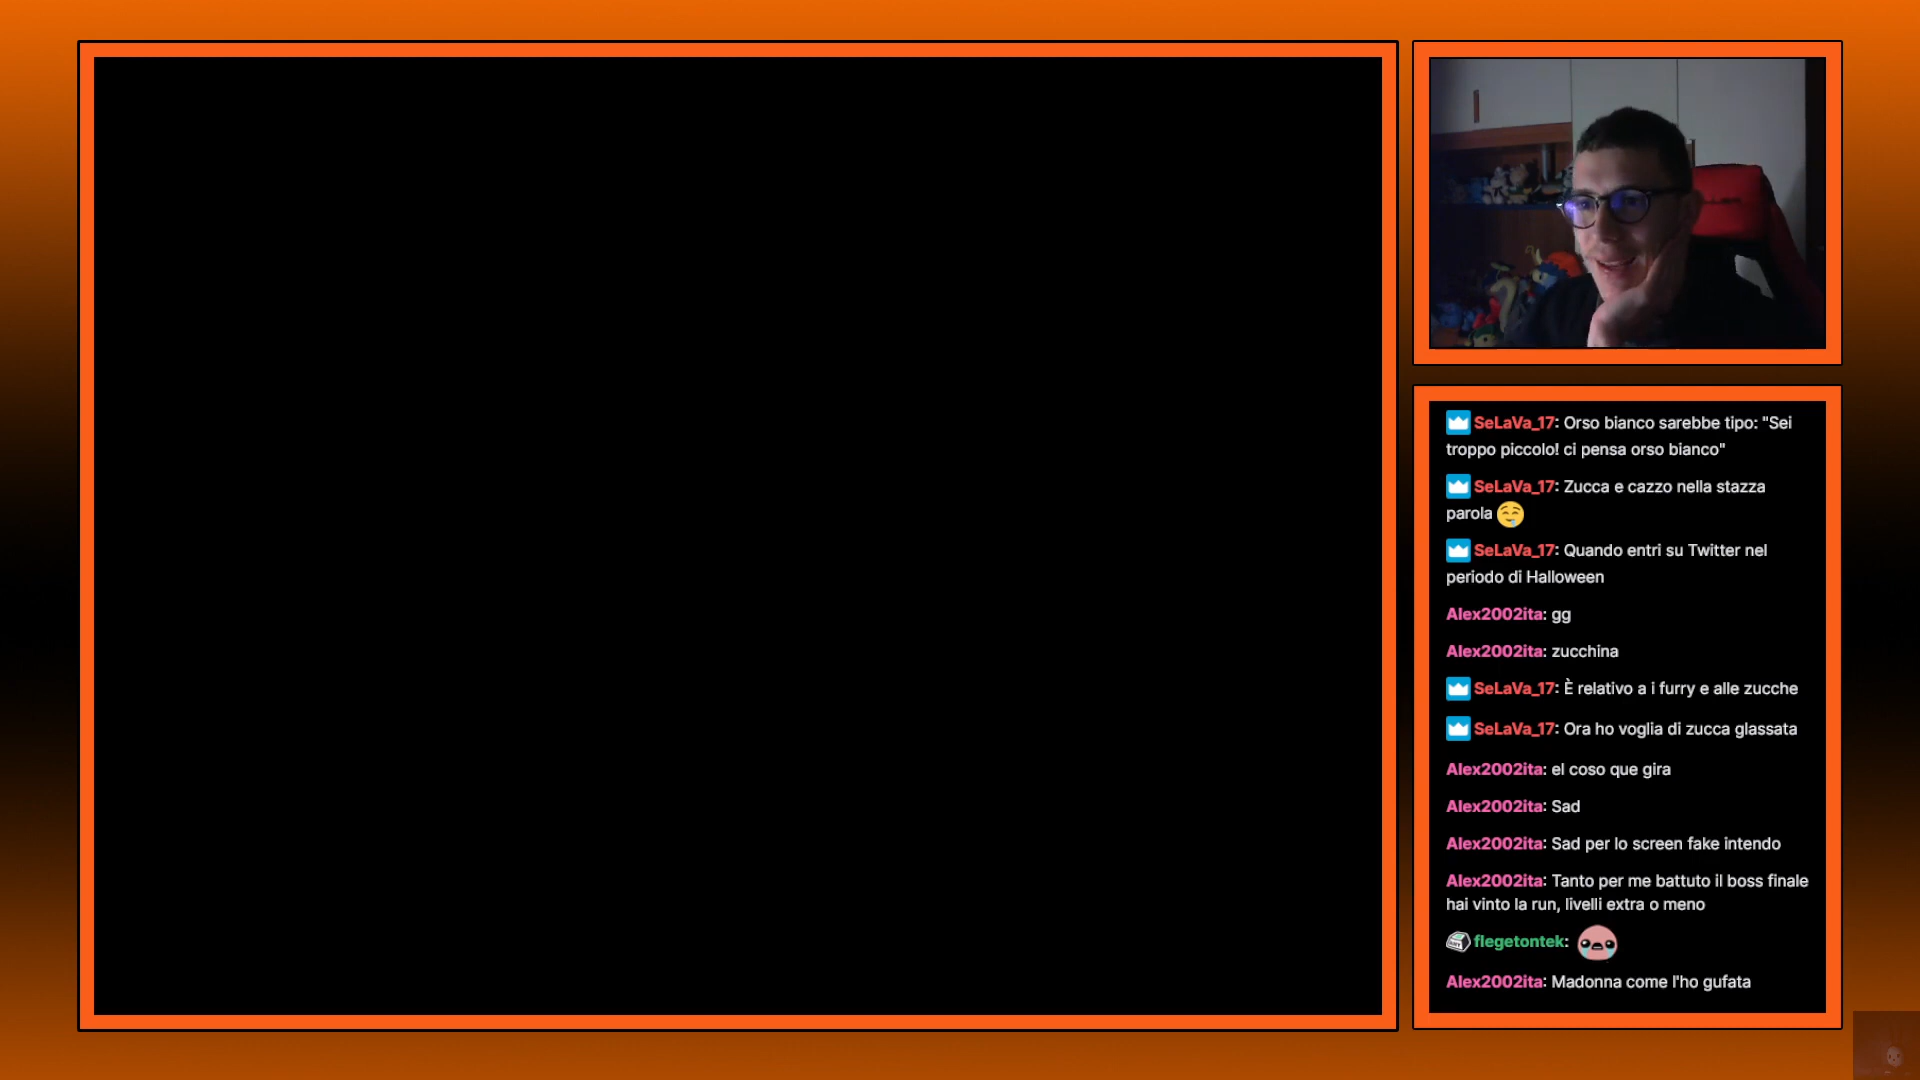 SeLaVa_17: Orso bianco sarebbe tipo: "Sei
troppo piccolo! ci pensa orso bianco"
SeLaVa_17: Zucca e cazzo nella stazza
parola
SeLaVa_17: Quando entri su Twitter nel
periodo di Halloween
Alex2002ita: gg
Alex2002ita: zucchina
SeLaVa_17: È relativo a i furry e alle zucche
SeLaVa_17: Ora ho voglia di zucca glassata
Alex2002ita: el coso que gira
Alex2002ita: Sad
Alex2002ita: Sad per lo screen fake intendo
Alex2002ita: Tanto per me battuto il boss finale
hai vinto la run, livelli extra o meno
flegetontek:
Alex2002ita: Madonna come l'ho gufata